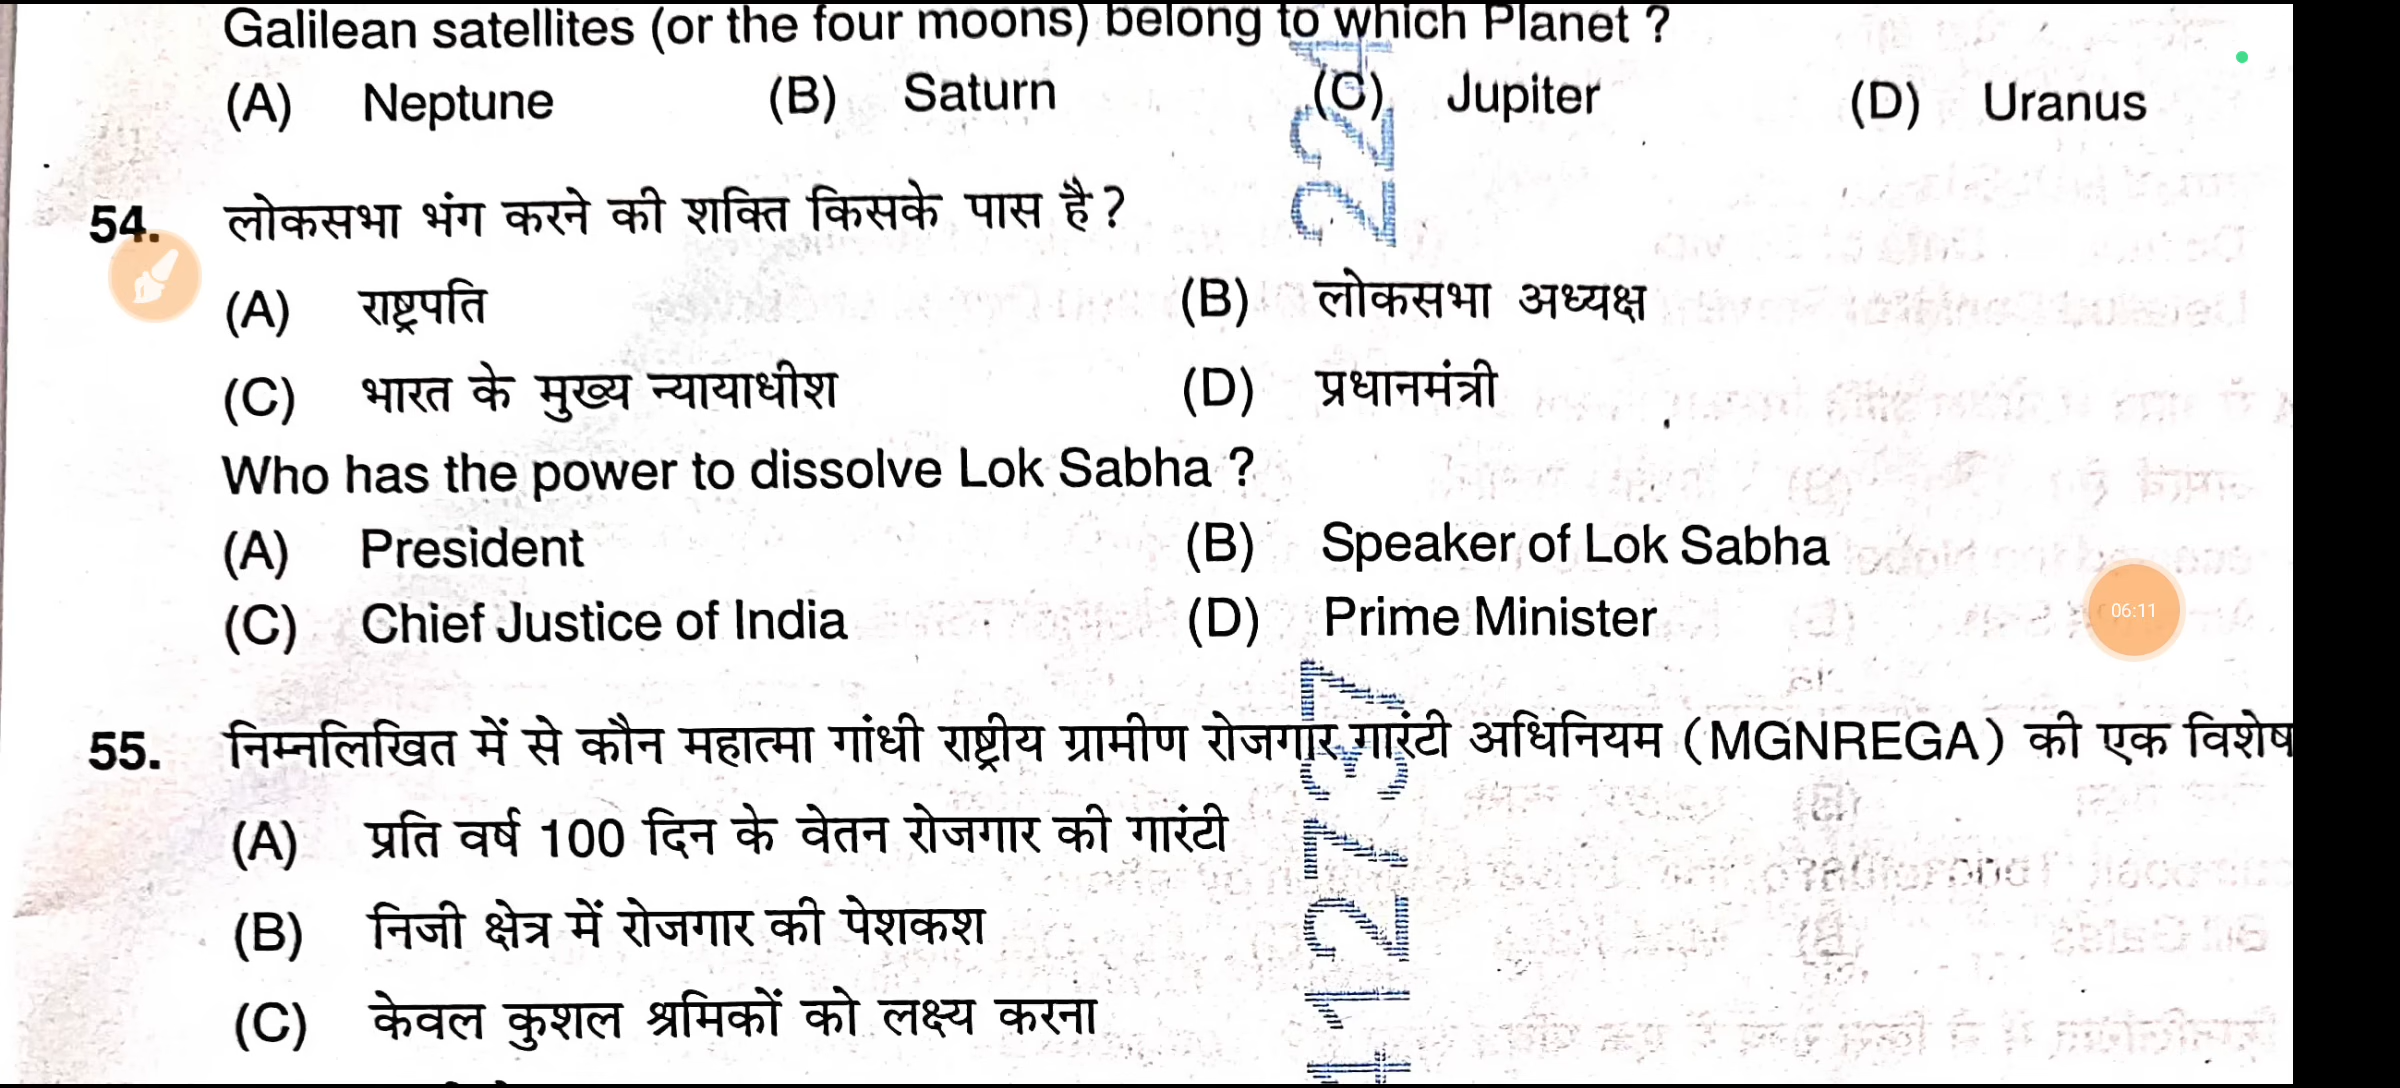 Galilean satellites (or the four moons) belong to which Planet ?
(A) Neptune (B) Saturn (C) Jupiter (D) Uranus
54. लोकसभा भंग करने की शक्ति किसके पास है?
(A) राष्ट्रपति (B) लोकसभा अध्यक्ष
(C) भारत के मुख्य न्यायाधीश (D) प्रधानमंत्री
Who has the power to dissolve Lok Sabha ?
(A) President (B) Speaker of Lok Sabha
(C) Chief Justice of India (D) Prime Minister
06:11
55. निम्नलिखित में से कौन महात्मा गांधी राष्ट्रीय ग्रामीण रोजगार गारंटी अधिनियम (MGNREGA) की एक विशेष
(A) प्रति वर्ष 100 दिन के वेतन रोजगार की गारंटी
(B) निजी क्षेत्र में रोजगार की पेशकश
(C) केवल कुशल श्रमिकों को लक्ष्य करना